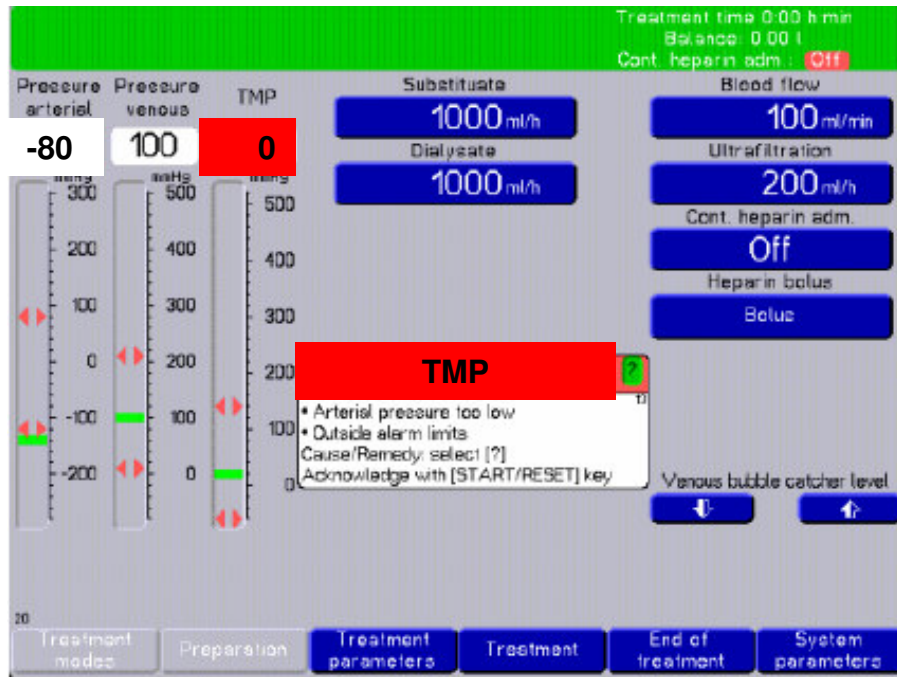 Treatment time 0:00 h:min
Balance: 0.00 l
Cont. heparin adm.: Off
Pressure arterial
Pressure venous
TMP
-80
100
0
mmHg
mmHg
mmHg
300
200
100
0
-100
-200
500
400
300
200
100
0
500
400
300
200
100
0
Substituate
1000 ml/h
Dialysate
1000 ml/h
Blood flow
100 ml/min
Ultrafiltration
200 ml/h
Cont. heparin adm.
Off
Heparin bolus
Bolus
TMP
?
13
• Arterial pressure too low
• Outside alarm limits
Cause/Remedy: select [?]
Acknowledge with [START/RESET] key
Venous bubble catcher level
20
Treatment modes
Preparation
Treatment parameters
Treatment
End of treatment
System parameters